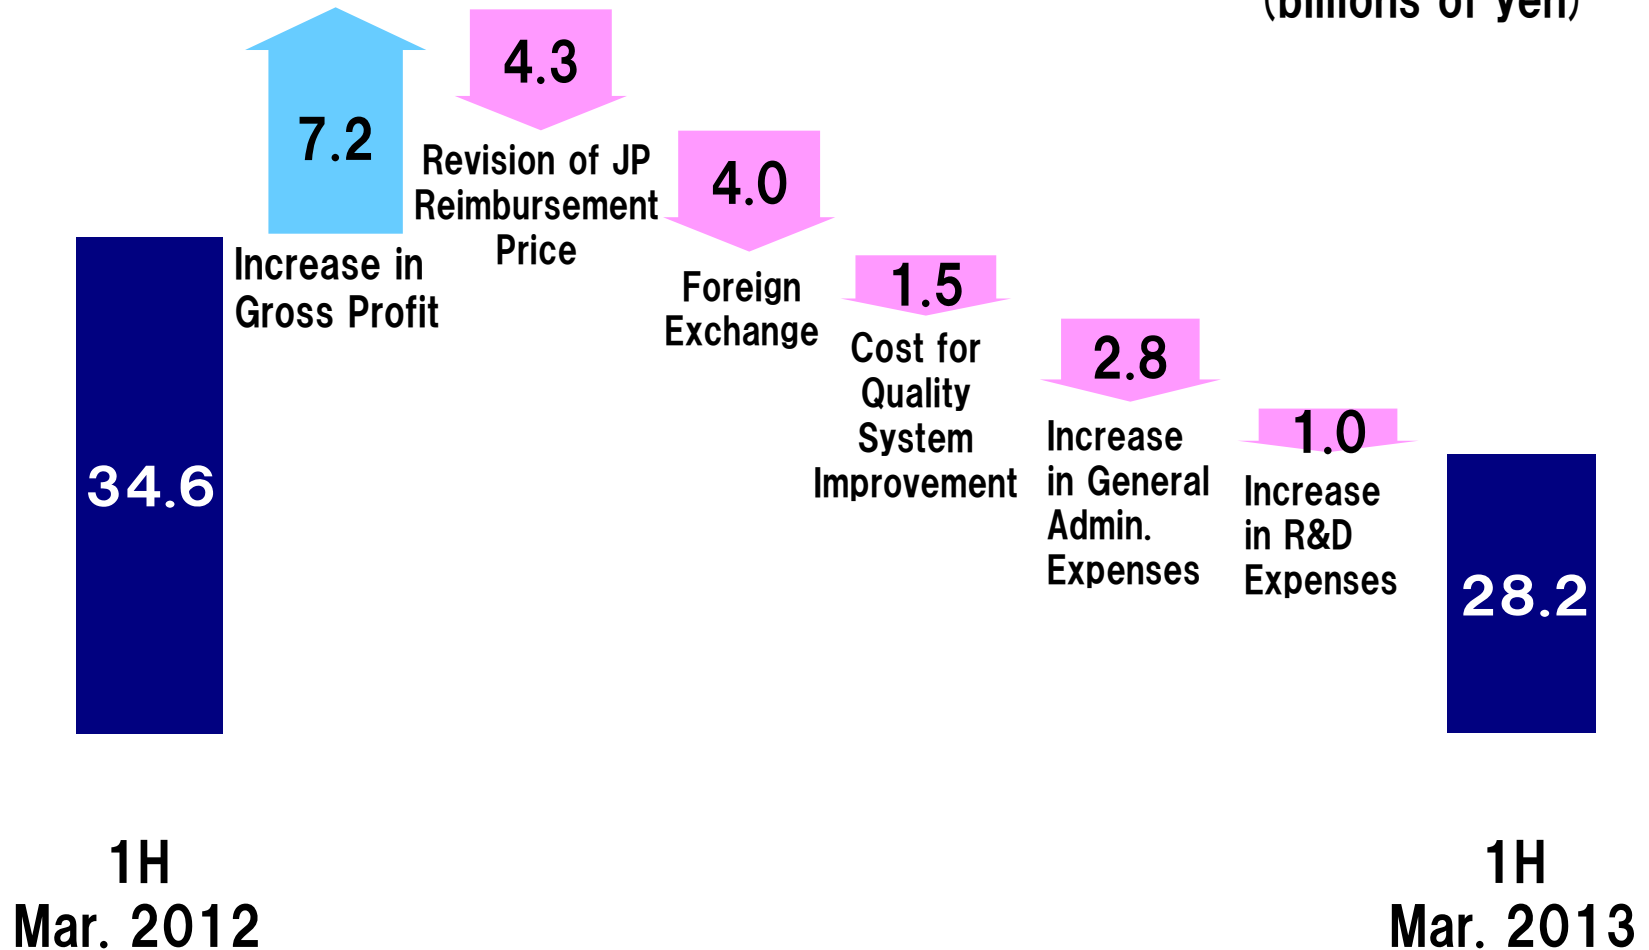 (billions of yen)
7.2
Increase in
Gross Profit
4.3
Revision of JP
Reimbursement
Price
4.0
Foreign
Exchange
1.5
Cost for
Quality
System
Improvement
2.8
Increase
in General
Admin.
Expenses
1.0
Increase
in R&D
Expenses
34.6
28.2
1H
Mar. 2012
1H
Mar. 2013